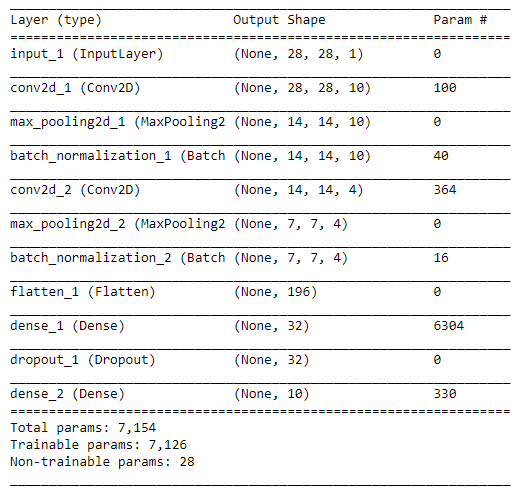 Layer (type) Output Shape Param #
input_1 (InputLayer) (None, 28, 28, 1) 0
conv2d_1 (Conv2D) (None, 28, 28, 10) 100
max_pooling2d_1 (MaxPooling2 (None, 14, 14, 10) 0
batch_normalization_1 (Batch (None, 14, 14, 10) 40
conv2d_2 (Conv2D) (None, 14, 14, 4) 364
max_pooling2d_2 (MaxPooling2 (None, 7, 7, 4) 0
batch_normalization_2 (Batch (None, 7, 7, 4) 16
flatten_1 (Flatten) (None, 196) 0
dense_1 (Dense) (None, 32) 6304
dropout_1 (Dropout) (None, 32) 0
dense_2 (Dense) (None, 10) 330
Total params: 7,154
Trainable params: 7,126
Non-trainable params: 28